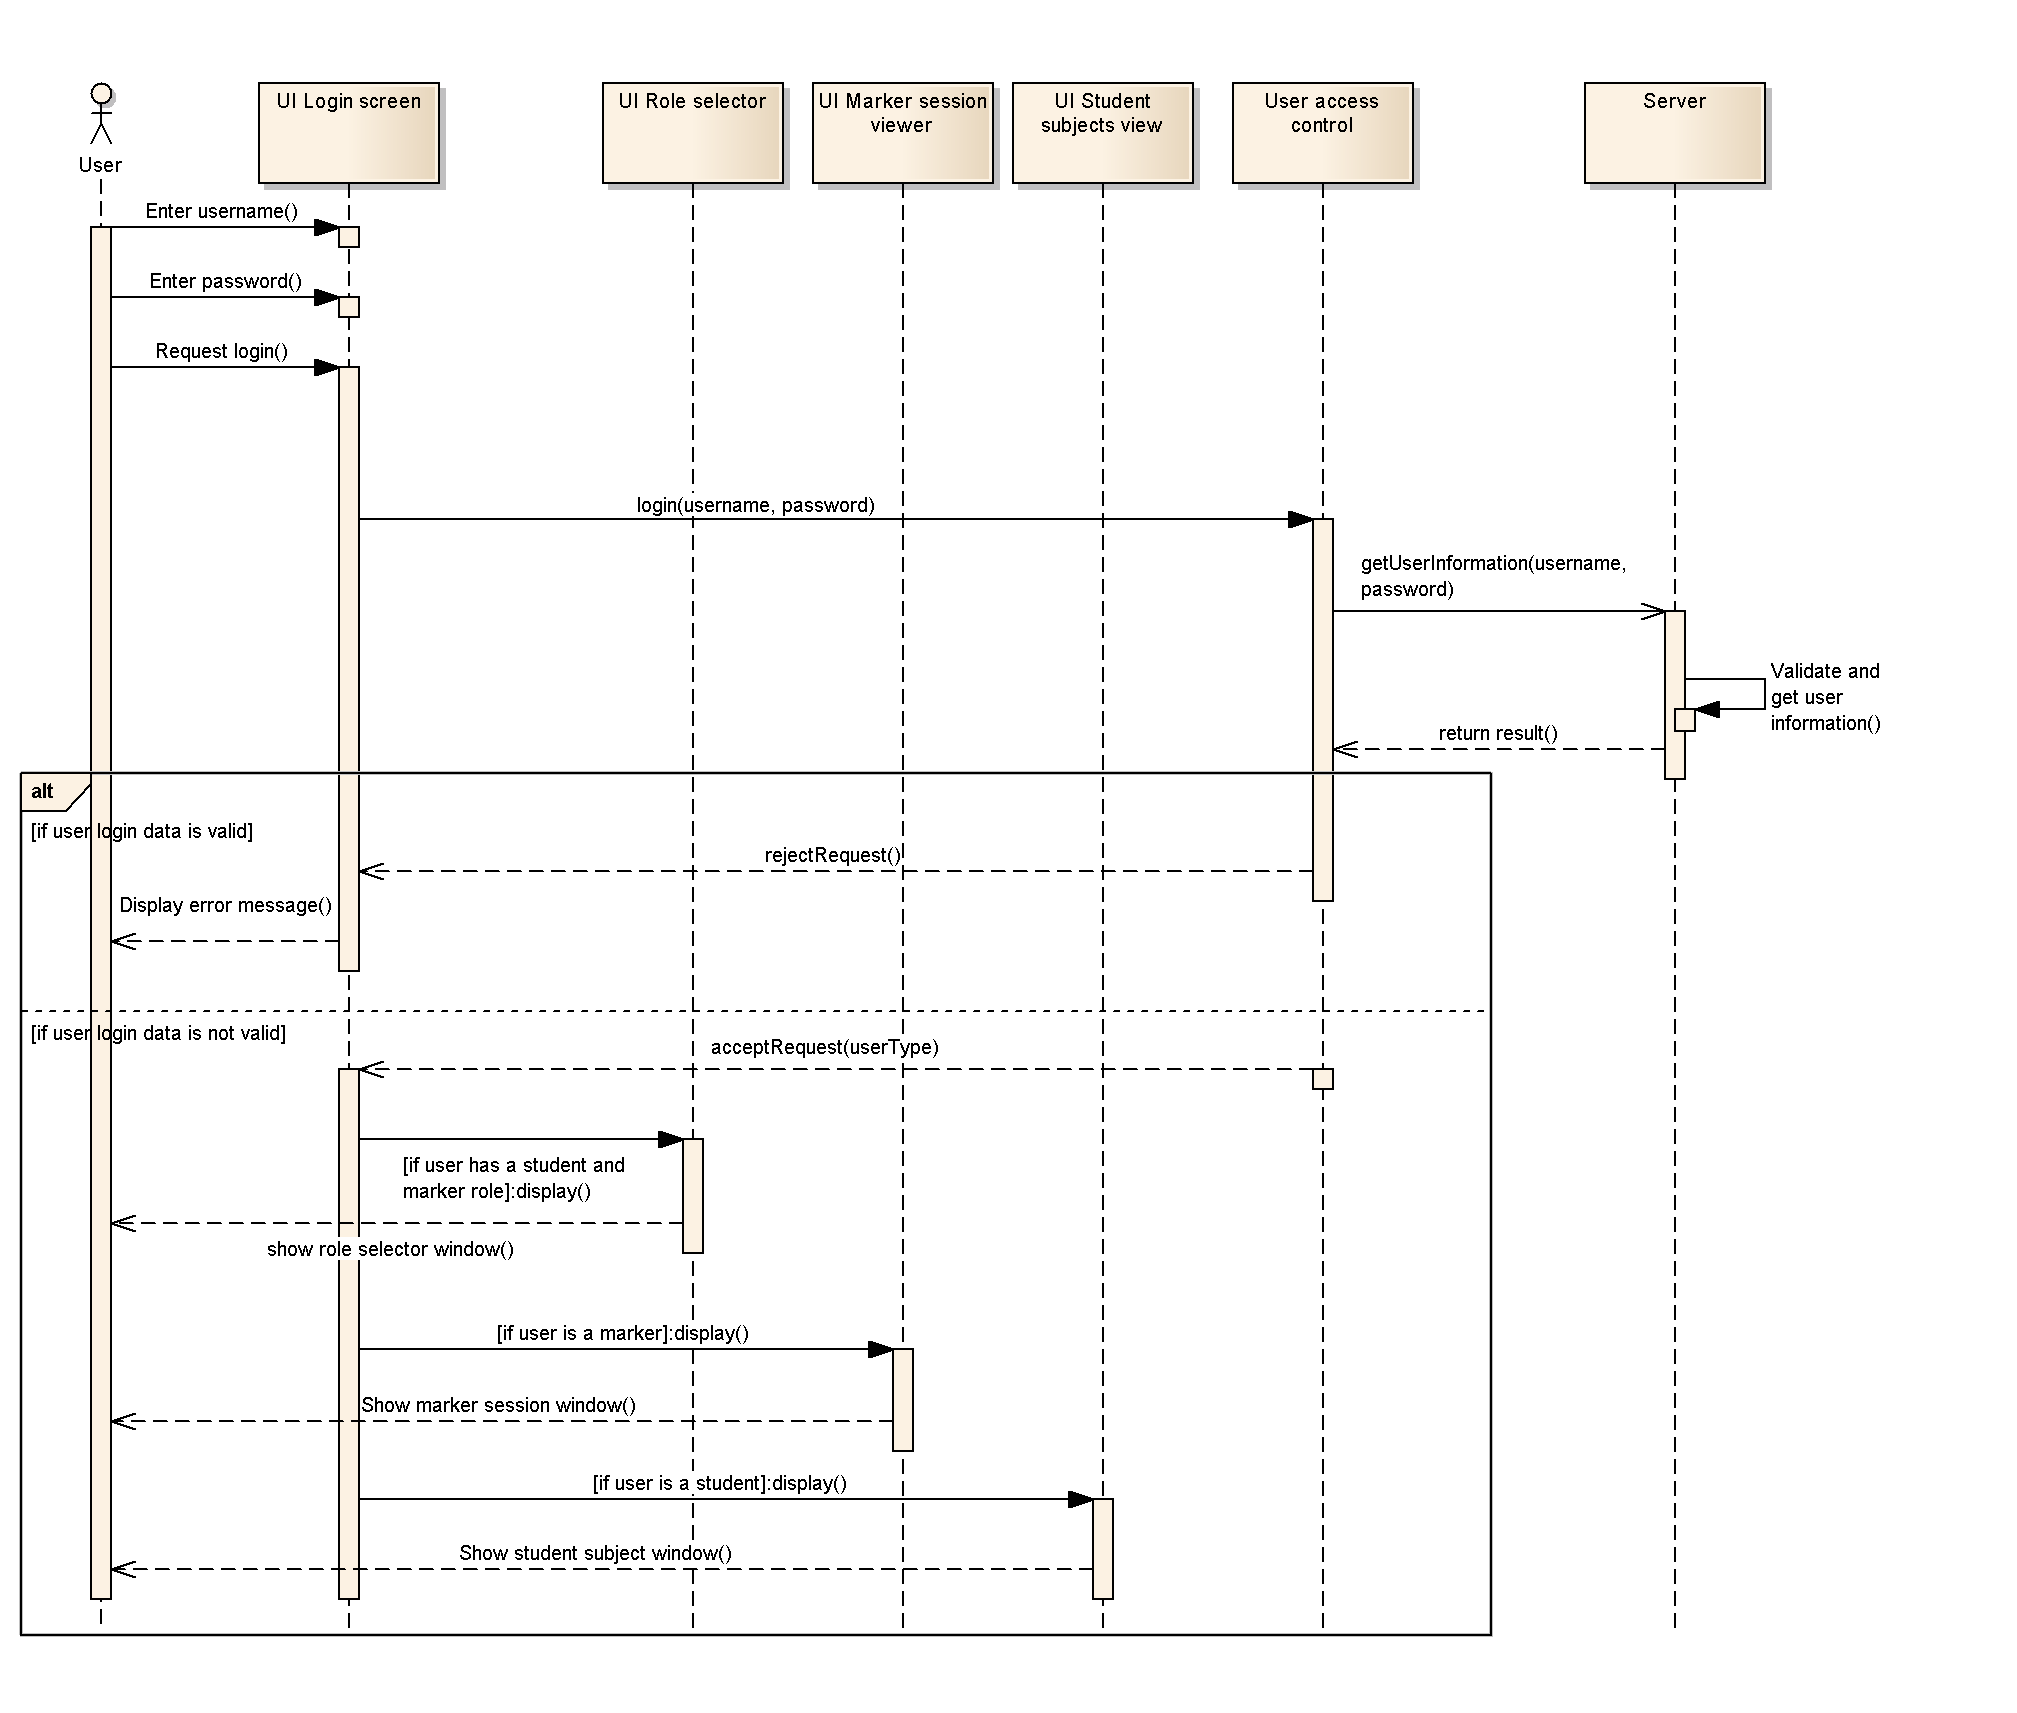 User
UI Login screen
UI Role selector
UI Marker session
viewer
UI Student
subjects view
User access
control
Server
Enter username()
Enter password()
Request login()
login(username, password)
getUserInformation(username,
password)
Validate and
get user
information()
return result()
alt
[if user login data is valid]
rejectRequest()
Display error message()
[if user login data is not valid]
acceptRequest(userType)
[if user has a student and
marker role]:display()
show role selector window()
[if user is a marker]:display()
Show marker session window()
[if user is a student]:display()
Show student subject window()